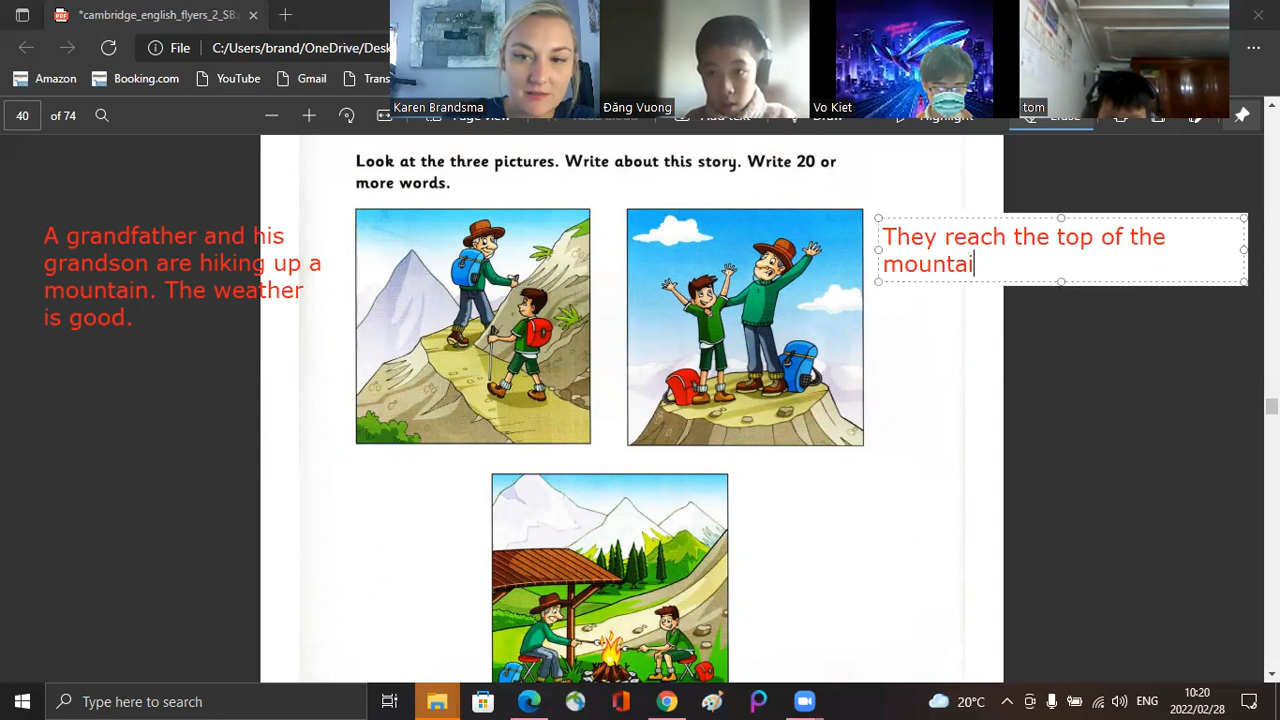 *cambridge_english_flyers_2_SB.
File
C:/Users/brand/OneDrive/Desk
Amazon
Booking.com
YouTube
Gmail
Trans
40
of 74
Karen Brandsma
Đăng Vuong
Vo Kiet
tom
Look at the three pictures. Write about this story. Write 20 or
more words.
A grandfather and his
grandson are hiking up a
mountain. The weather
is good.
They reach the top of the
mountai
Type here to search
20°C
ENG
10:20
2022/02/28